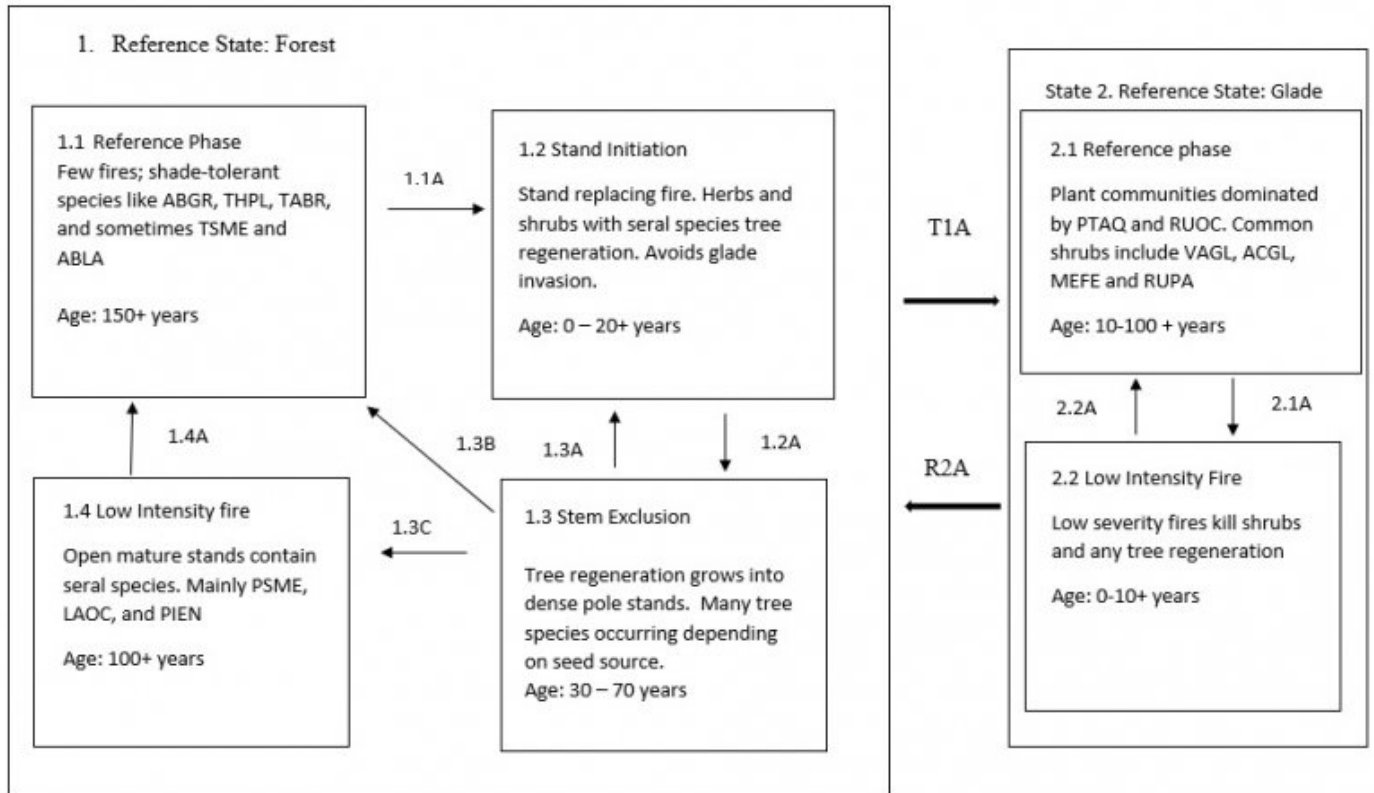 1. Reference State: Forest
1.1 Reference Phase
Few fires; shade-tolerant
species like ABGR, THPL, TABR,
and sometimes TSME and
ABLA
Age: 150+ years
1.1A
1.2 Stand Initiation
Stand replacing fire. Herbs and
shrubs with seral species tree
regeneration. Avoids glade
invasion.
Age: 0 – 20+ years
1.4A
1.3B
1.3A
1.2A
1.4 Low Intensity fire
Open mature stands contain
seral species. Mainly PSME,
LAOC, and PIEN
Age: 100+ years
1.3C
1.3 Stem Exclusion
Tree regeneration grows into
dense pole stands. Many tree
species occurring depending
on seed source.
Age: 30 – 70 years
T1A
R2A
State 2. Reference State: Glade
2.1 Reference phase
Plant communities dominated
by PTAQ and RUOC. Common
shrubs include VAGL, ACGL,
MEFE and RUPA
Age: 10-100 + years
2.2A
2.1A
2.2 Low Intensity Fire
Low severity fires kill shrubs
and any tree regeneration
Age: 0-10+ years